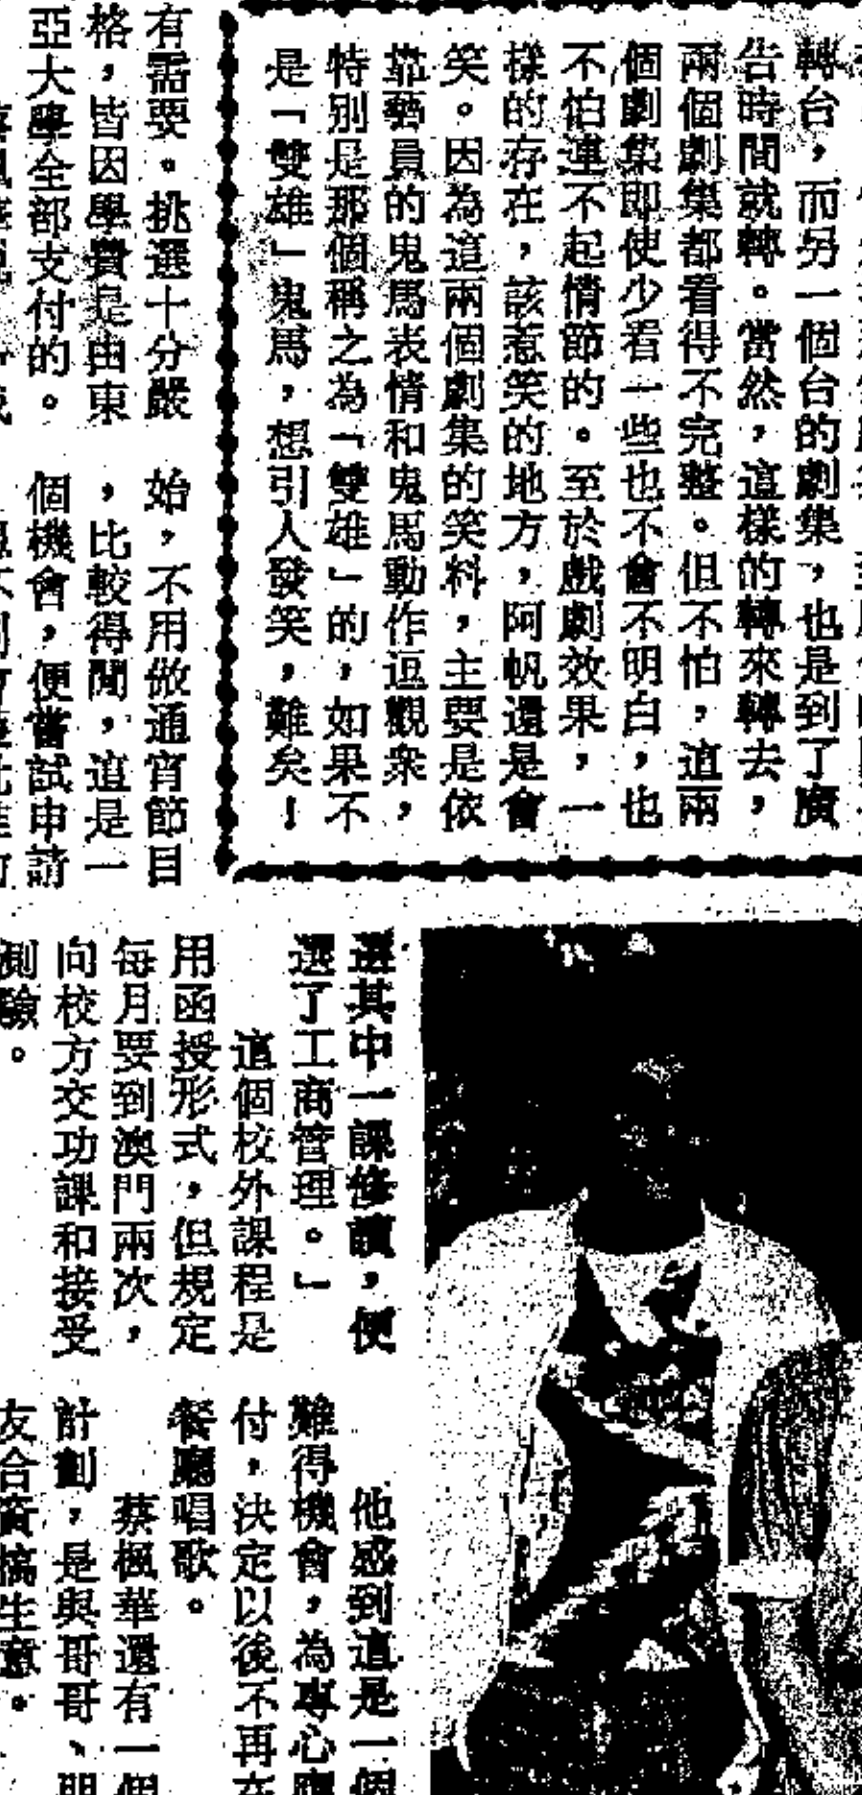 轉台，而另一個台的劇集，也是到了廣
告時間就轉。當然，這樣的轉來轉去，
兩個劇集都看得不完整。但不怕，這兩
個劇集即使少看一些也不會不明白，也
不怕連不起情節的。至於戲劇效果，一
樣的存在，該惹笑的地方，阿帆還是會
笑。因為這兩個劇集的笑料，主要是依
靠藝員的鬼馬表情和鬼馬動作逗觀衆，
特別是那個稱之為「雙雄」的，如果不
是「雙雄」鬼馬，想引人發笑，難矣！
有需要。挑選十分嚴
格，皆因學費是由東
亞大學全部支付的。
始，不用做通宵節目
，比較得閒，這是一
個機會，便嘗試申請
選其中一課修讀，便
選了工商管理。」
這個校外課程是
用函授形式，但規定
每月要到澳門兩次，
向校方交功課和接受
測驗。
他感到這是一個
難得機會，為專心應
付，決定以後不再在
餐廳唱歌。
蔡楓華還有一個
計劃，是與哥哥、朋
友合資搞生意。